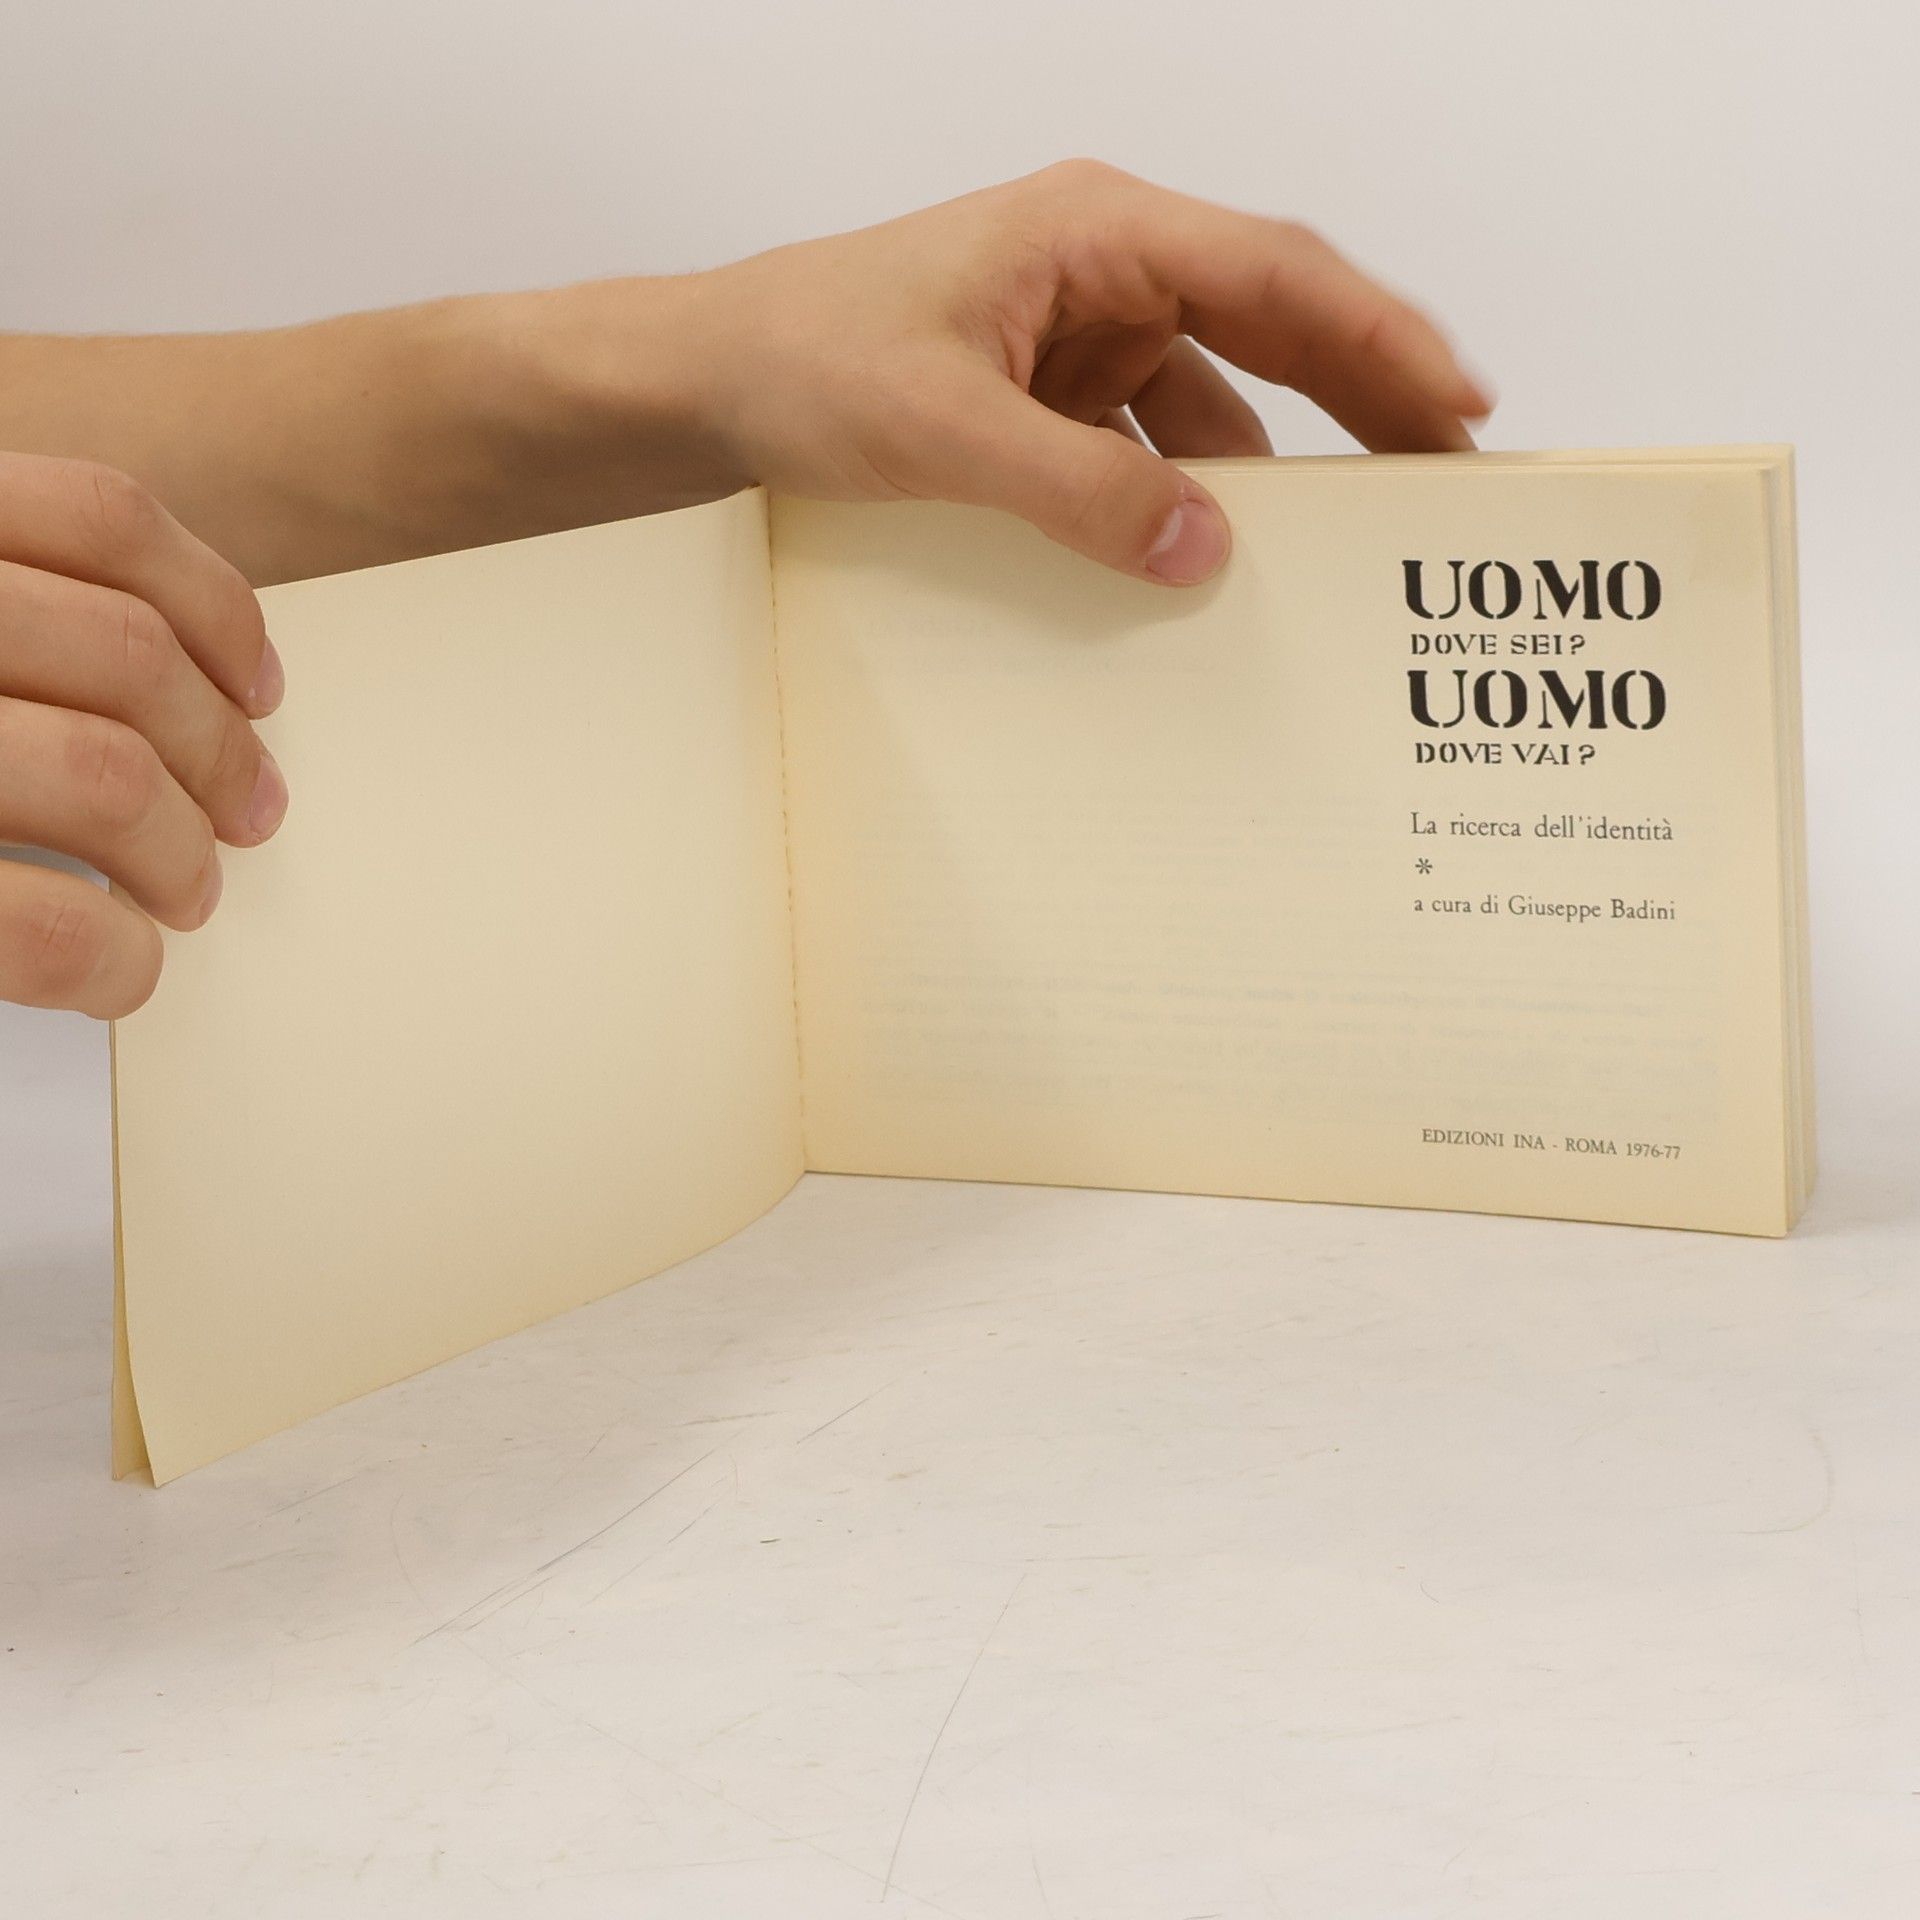 UOMO
DOVE SEI?
UOMO
DOVE VAI?
La ricerca dell'identità
*
a cura di Giuseppe Badini
EDIZIONI INA - ROMA 1976-77